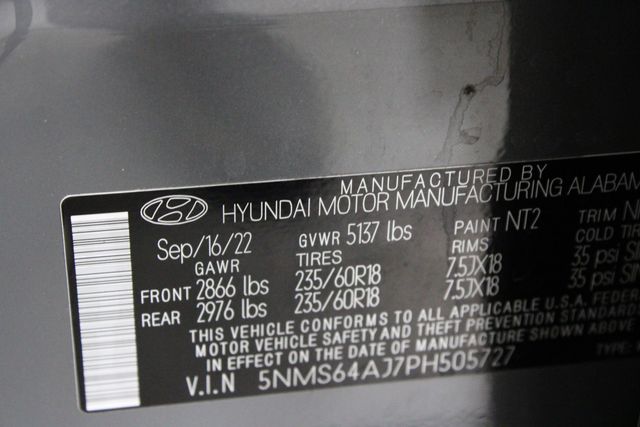 MANUFACTURED BY
HYUNDAI MOTOR MANUFACTURING ALABAM
Sep/16/22 GVWR 5137 lbs PAINT NT2 TRIM
GAWR TIRES RIMS COLD
FRONT 2866 lbs 235/60R18 7.5JX18 35 psi
REAR 2976 lbs 235/60R18 7.5JX18 35 psi
THIS VEHICLE CONFORMS TO ALL APPLICABLE U.S.A. FEDER
MOTOR VEHICLE SAFETY AND THEFT PREVENTION STANDARD
IN EFFECT ON THE DATE OF MANUFACTURE SHOWN ABOVE.
V.I.N 5NMS64AJ7PH505727 TYPE: